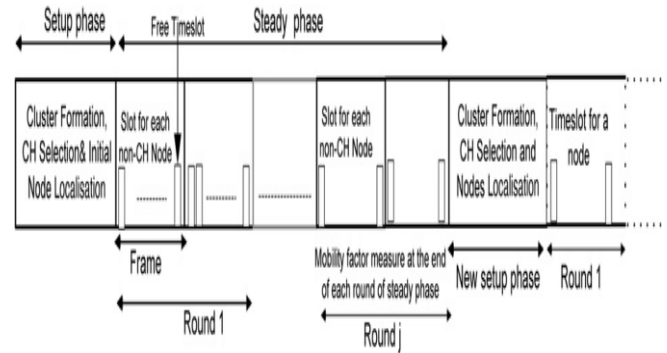 Setup phase
Free Timeslot
Steady phase
Cluster Formation,
CH Selection& Initial
Node Localisation
Slot for each
non-CH Node
Slot for each
non-CH Node
Cluster Formation,
CH Selection and
Nodes Localisation
Timeslot for a
node
Frame
Round 1
Mobility factor measure at the end
of each round of steady phase
Round j
New setup phase
Round 1